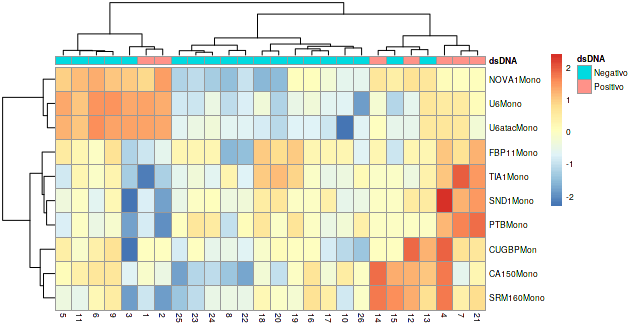 dsDNA
NOVA1Mono
U6Mono
U6atacMono
FBP11Mono
TIA1Mono
SND1Mono
PTBMono
CUGBPMon
CA150Mono
SRM160Mono
5 11 6 9 3 1 2 25 23 24 8 22 18 20 19 16 17 10 26 14 15 12 13 4 7 21
2
1
0
-1
-2
dsDNA
Negativo
Positivo